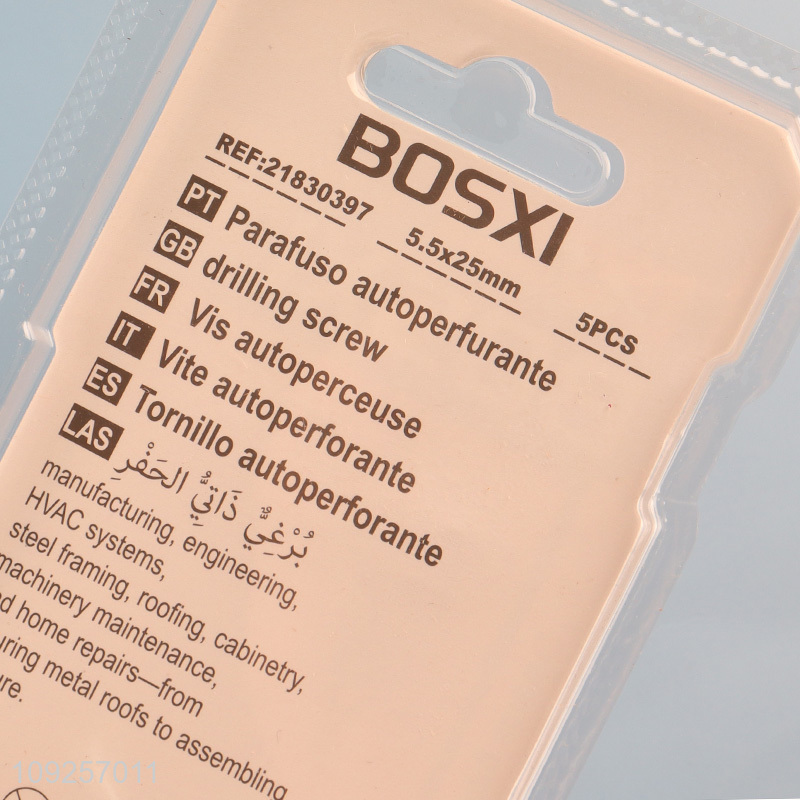 BOSXI
REF:21830397 5.5x25mm 5PCS
PT Parafuso autoperfurante
GB drilling screw
FR Vis autoperceuse
IT Vite autoperforante
ES Tornillo autoperforante
LAS بُرْغِيٌّ ذَاتِيُّ الحَفْرِ
manufacturing, engineering,
HVAC systems,
steel framing, roofing, cabinetry,
machinery maintenance,
home repairs—from
metal roofs to assembling
109257011